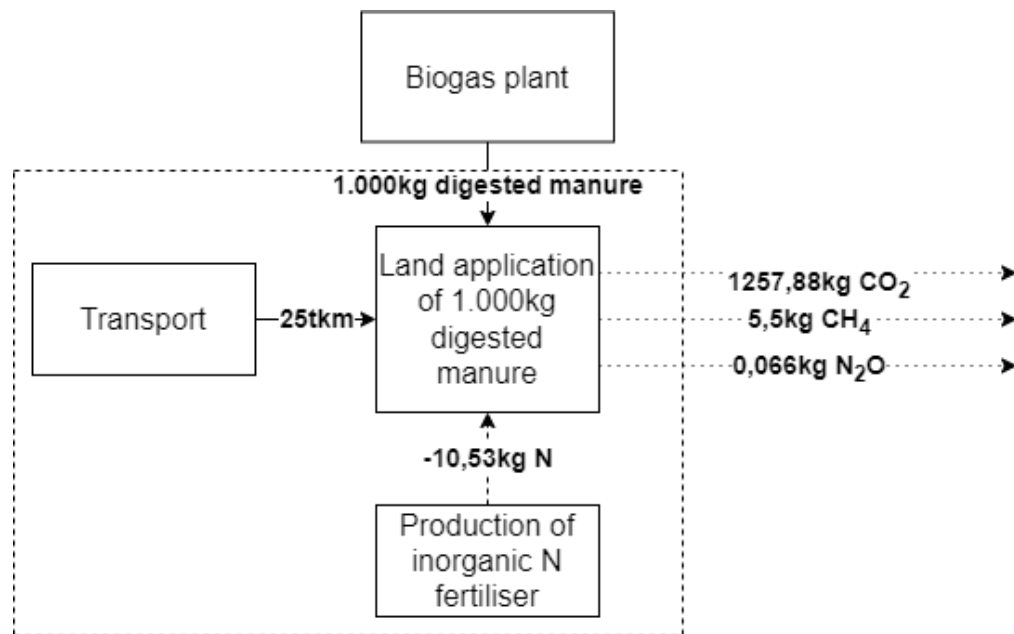 Biogas plant
1.000kg digested manure
Land application
of 1.000kg
digested
manure
Transport
25tkm
1257,88kg CO₂
5,5kg CH₄
0,066kg N₂O
-10,53kg N
Production of
inorganic N
fertiliser